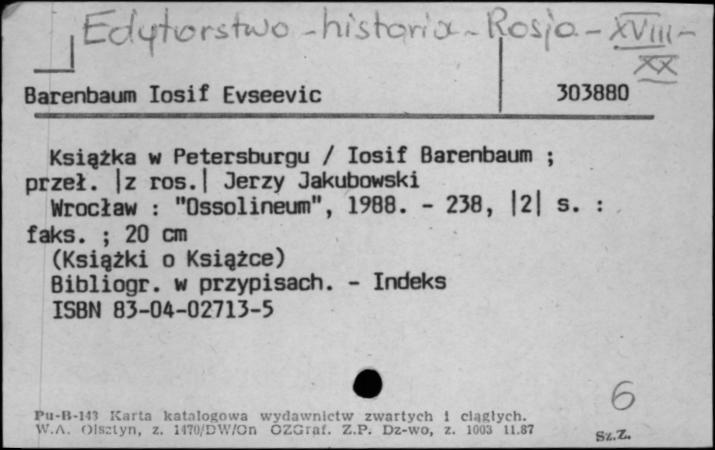 Edytorstwo - historia - Rosja - XVIII -
XX
Barenbaum Iosif Evseevic 303880
Książka w Petersburgu / Iosif Barenbaum ;
przeł. |z ros.| Jerzy Jakubowski
Wrocław : "Ossolineum", 1988. - 238, |2| s. :
faks. ; 20 cm
(Książki o Książce)
Bibliogr. w przypisach. - Indeks
ISBN 83-04-02713-5
6
Pu-B-143 Karta katalogowa wydawnictw zwartych i ciągłych.
W.A. Olsztyn, z. 1470/DW/Gn OZGraf. Z.P. Dz-wo, z. 1003 11.87
Sz.Z.